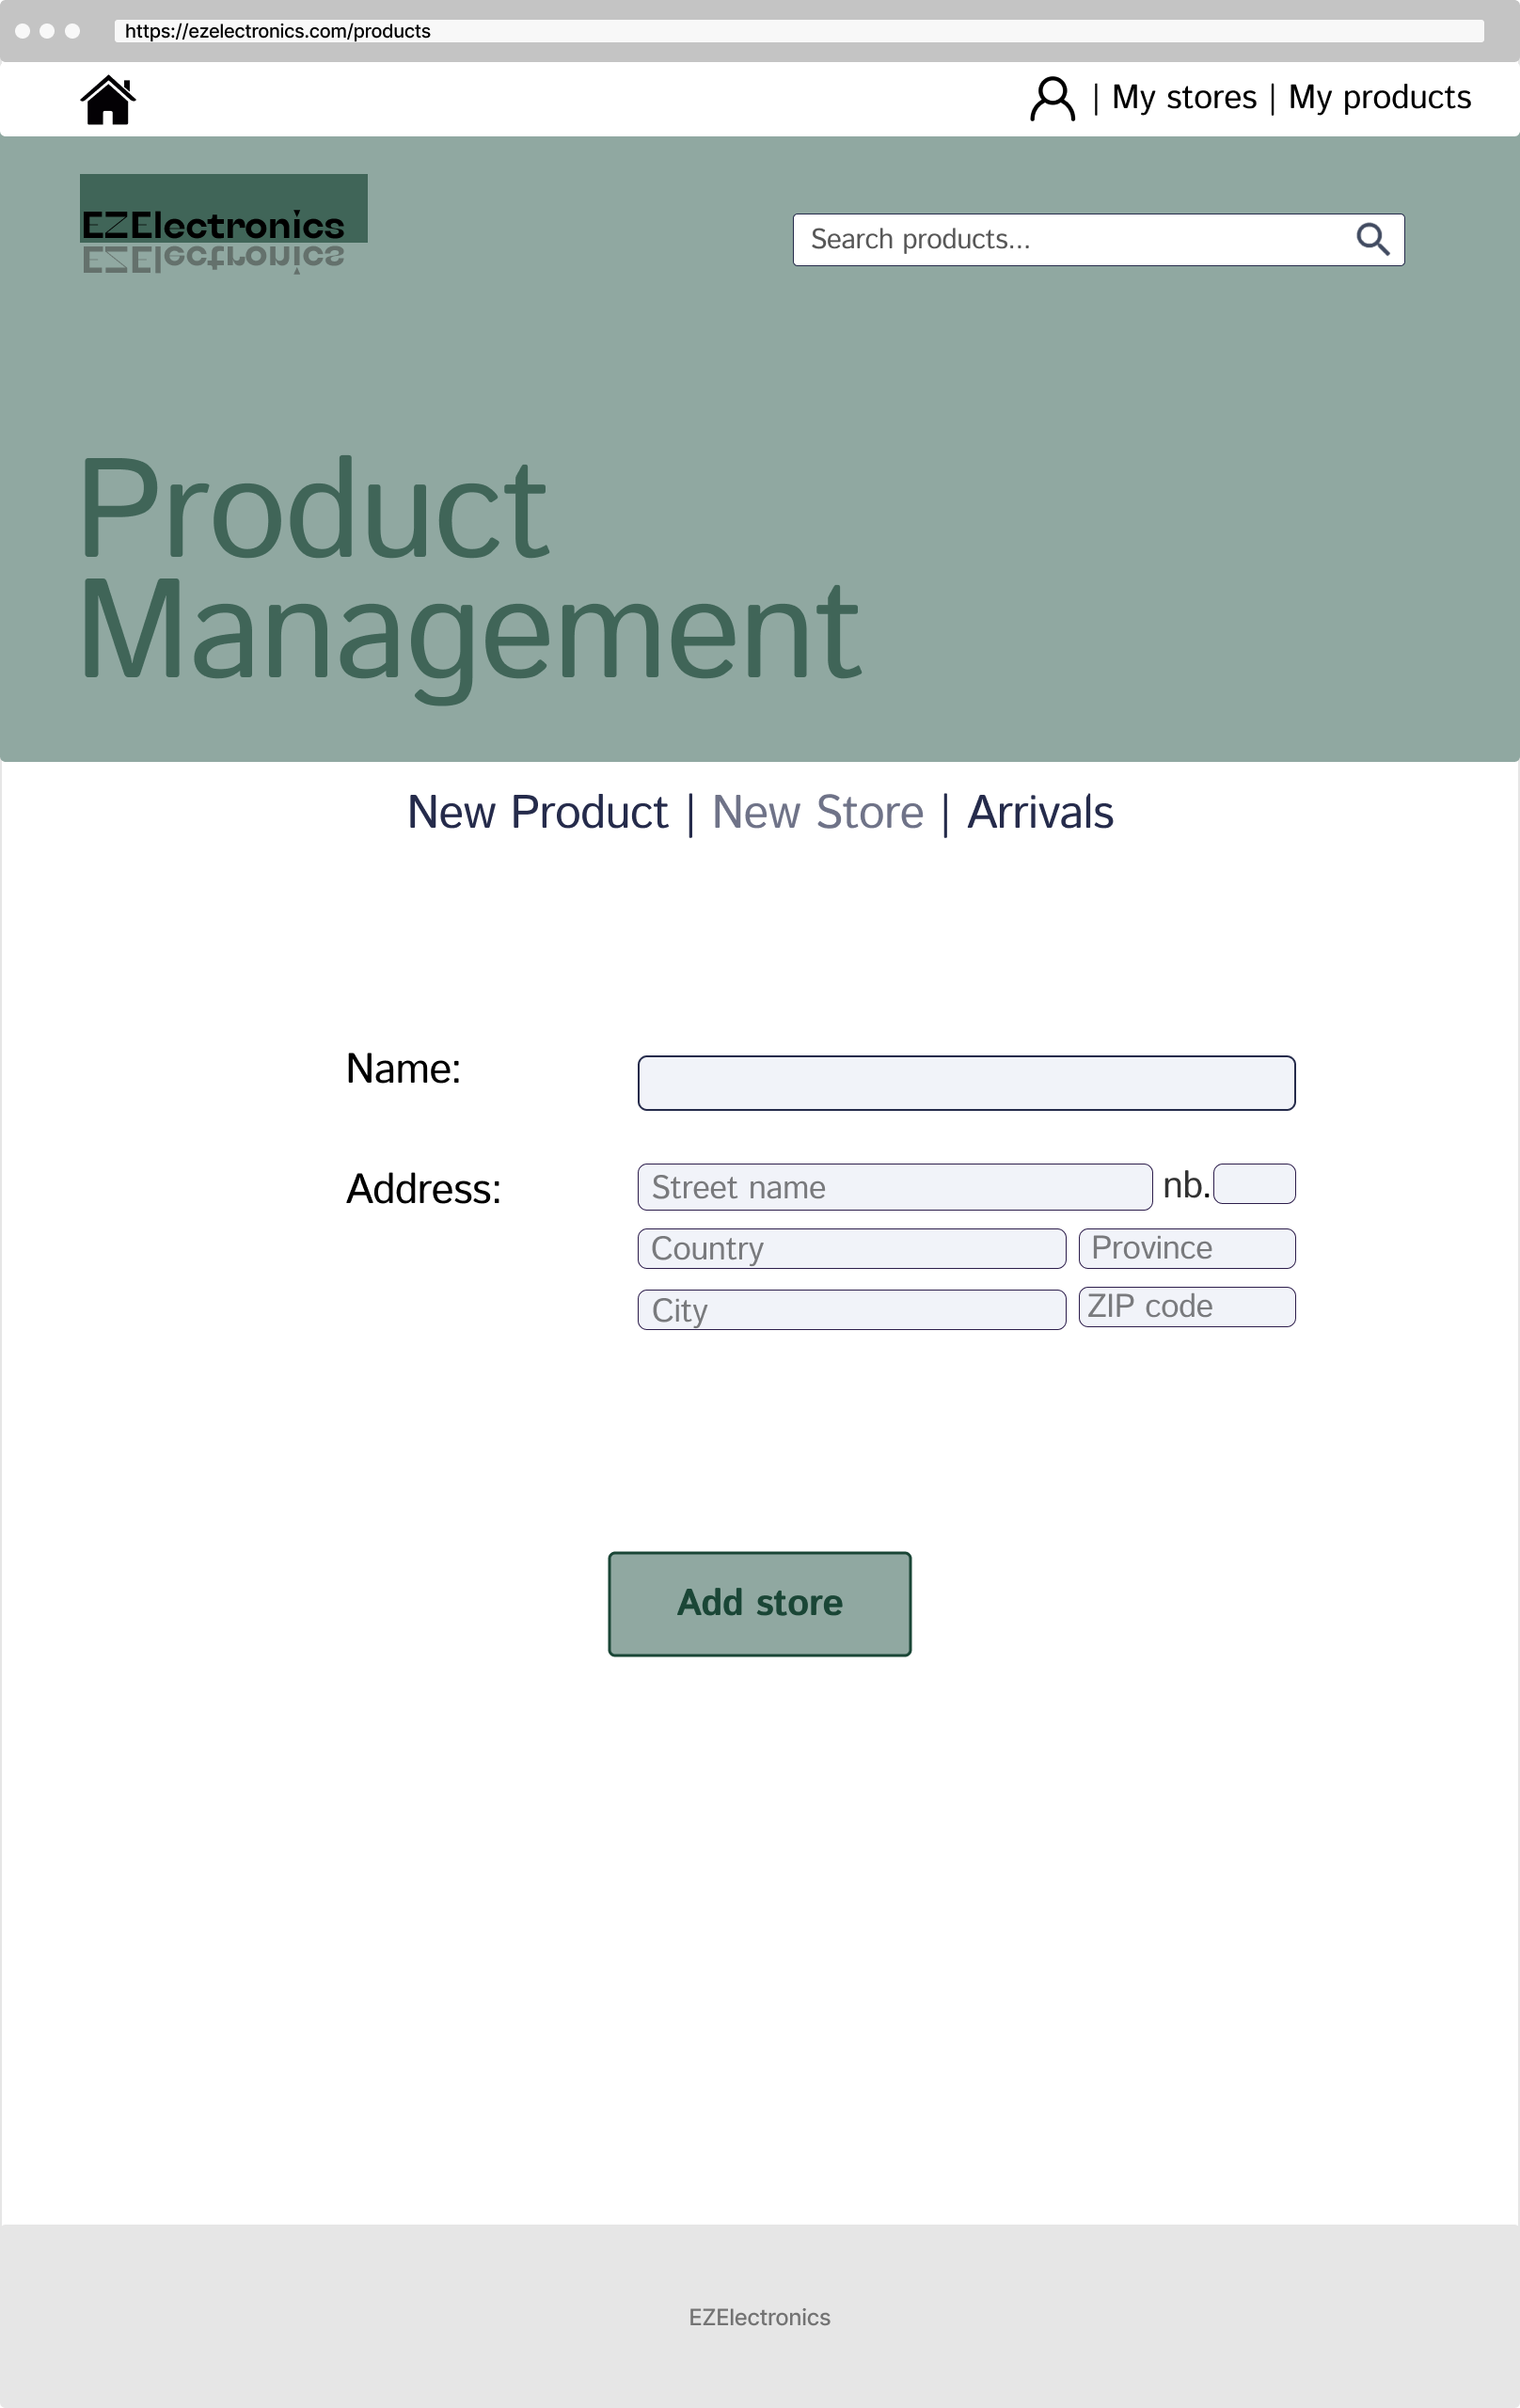 https://ezelectronics.com/products
| My stores | My products
EZElectronics
EZElectronics
Search products...
Product
Management
New Product | New Store | Arrivals
Name:
Address:
Street name
nb.
Country
Province
City
ZIP code
Add store
EZElectronics